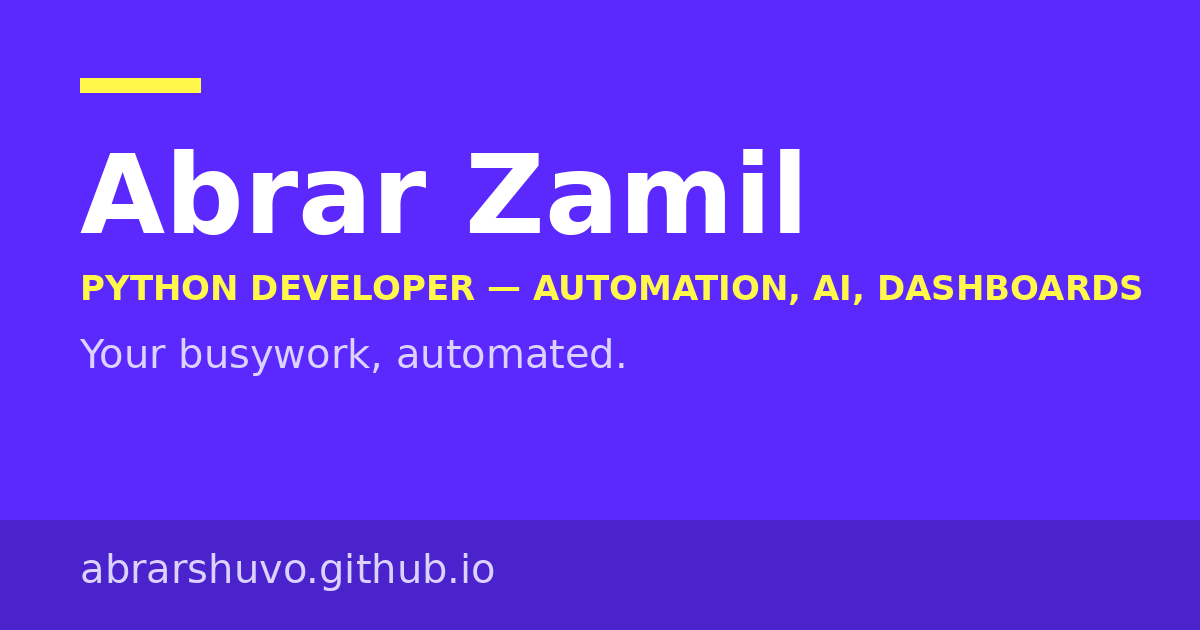 Abrar Zamil
PYTHON DEVELOPER — AUTOMATION, AI, DASHBOARDS
Your busywork, automated.
abrarshuvo.github.io